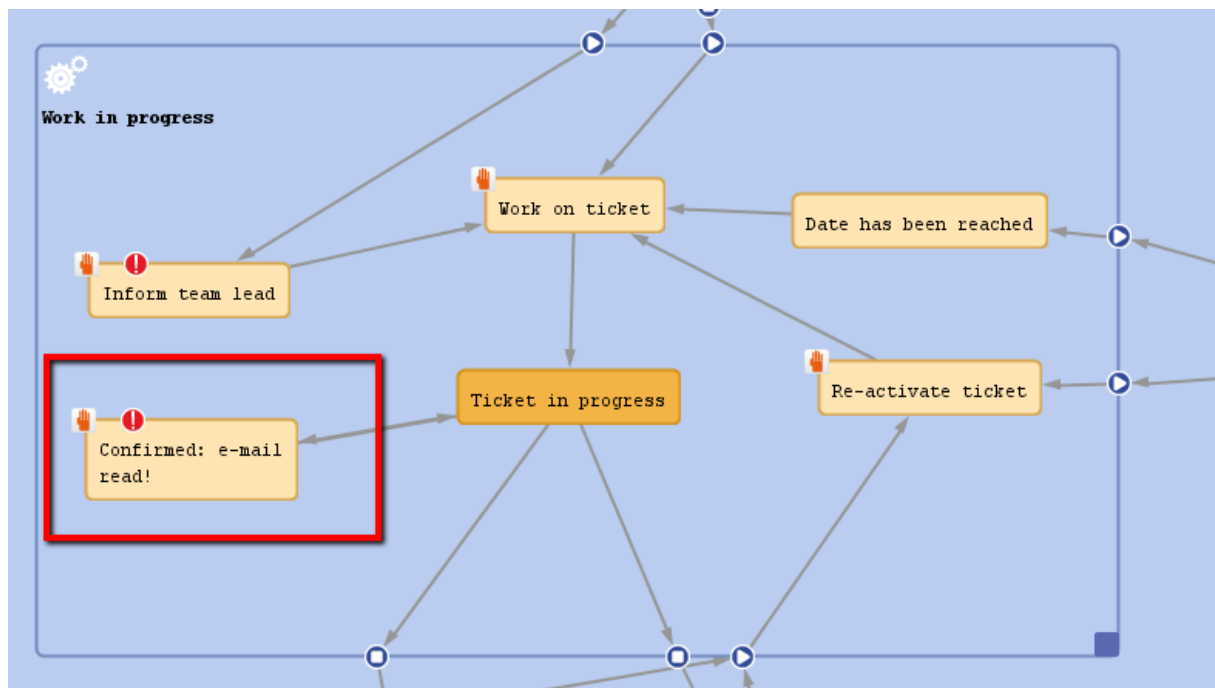 Work in progress
Work on ticket
Date has been reached
Inform team lead
Ticket in progress
Re-activate ticket
Confirmed: e-mail
read!